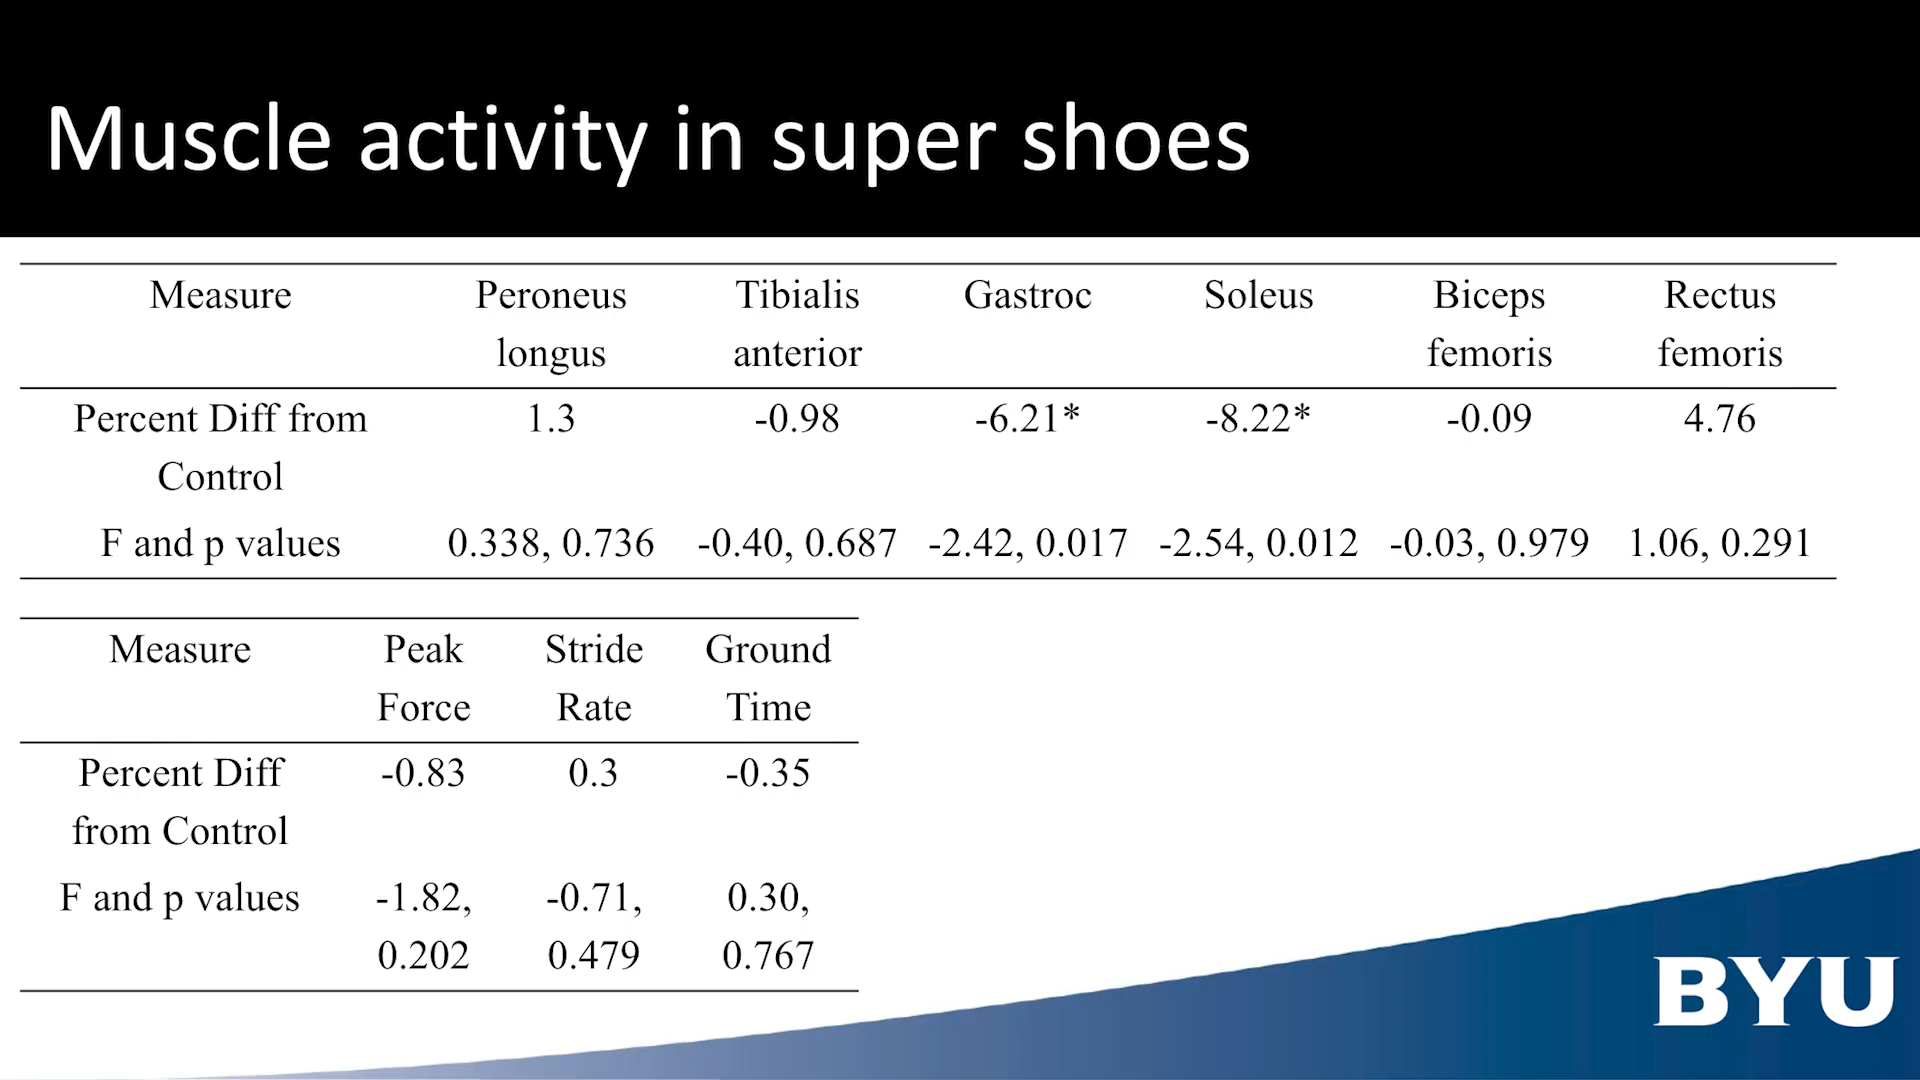 Muscle activity in super shoes
Measure Peroneus Tibialis Gastroc Soleus Biceps Rectus
longus anterior femoris femoris
Percent Diff from 1.3 -0.98 -6.21* -8.22* -0.09 4.76
Control
F and p values 0.338, 0.736 -0.40, 0.687 -2.42, 0.017 -2.54, 0.012 -0.03, 0.979 1.06, 0.291
Measure Peak Stride Ground
Force Rate Time
Percent Diff -0.83 0.3 -0.35
from Control
F and p values -1.82, -0.71, 0.30,
0.202 0.479 0.767
BYU